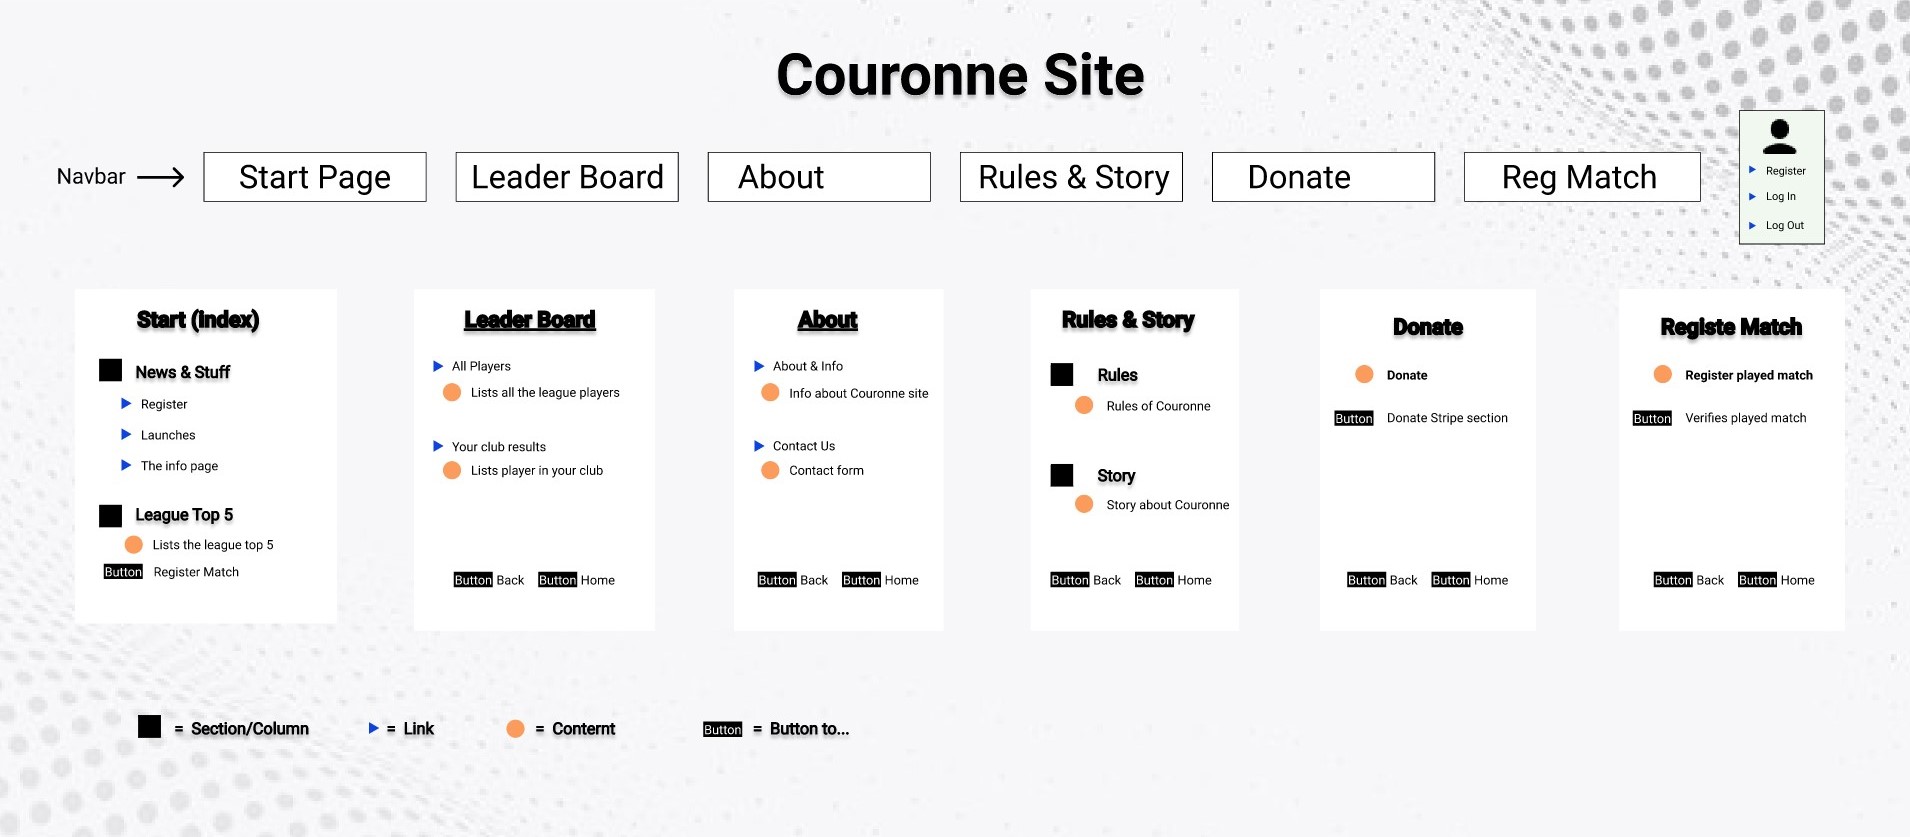 Couronne Site
Navbar
Start Page
Leader Board
About
Rules & Story
Donate
Reg Match
Register
Log In
Log Out
Start (index)
News & Stuff
Register
Launches
The info page
League Top 5
Lists the league top 5
Button Register Match
Leader Board
All Players
Lists all the league players
Your club results
Lists player in your club
Button Back Button Home
About
About & Info
Info about Couronne site
Contact Us
Contact form
Button Back Button Home
Rules & Story
Rules
Rules of Couronne
Story
Story about Couronne
Button Back Button Home
Donate
Donate
Button Donate Stripe section
Button Back Button Home
Registe Match
Register played match
Button Verifies played match
Button Back Button Home
= Section/Column
= Link
= Conternt
Button = Button to...